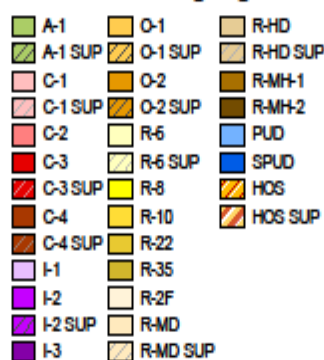 A-1
A-1 SUP
C-1
C-1 SUP
C-2
C-3
C-3 SUP
C-4
C-4 SUP
I-1
I-2
I-2 SUP
I-3
O-1
O-1 SUP
O-2
O-2 SUP
R-6
R-6 SUP
R-8
R-10
R-22
R-35
R-2F
R-MD
R-MD SUP
R-HD
R-HD SUP
R-MH-1
R-MH-2
PUD
SPUD
HOS
HOS SUP